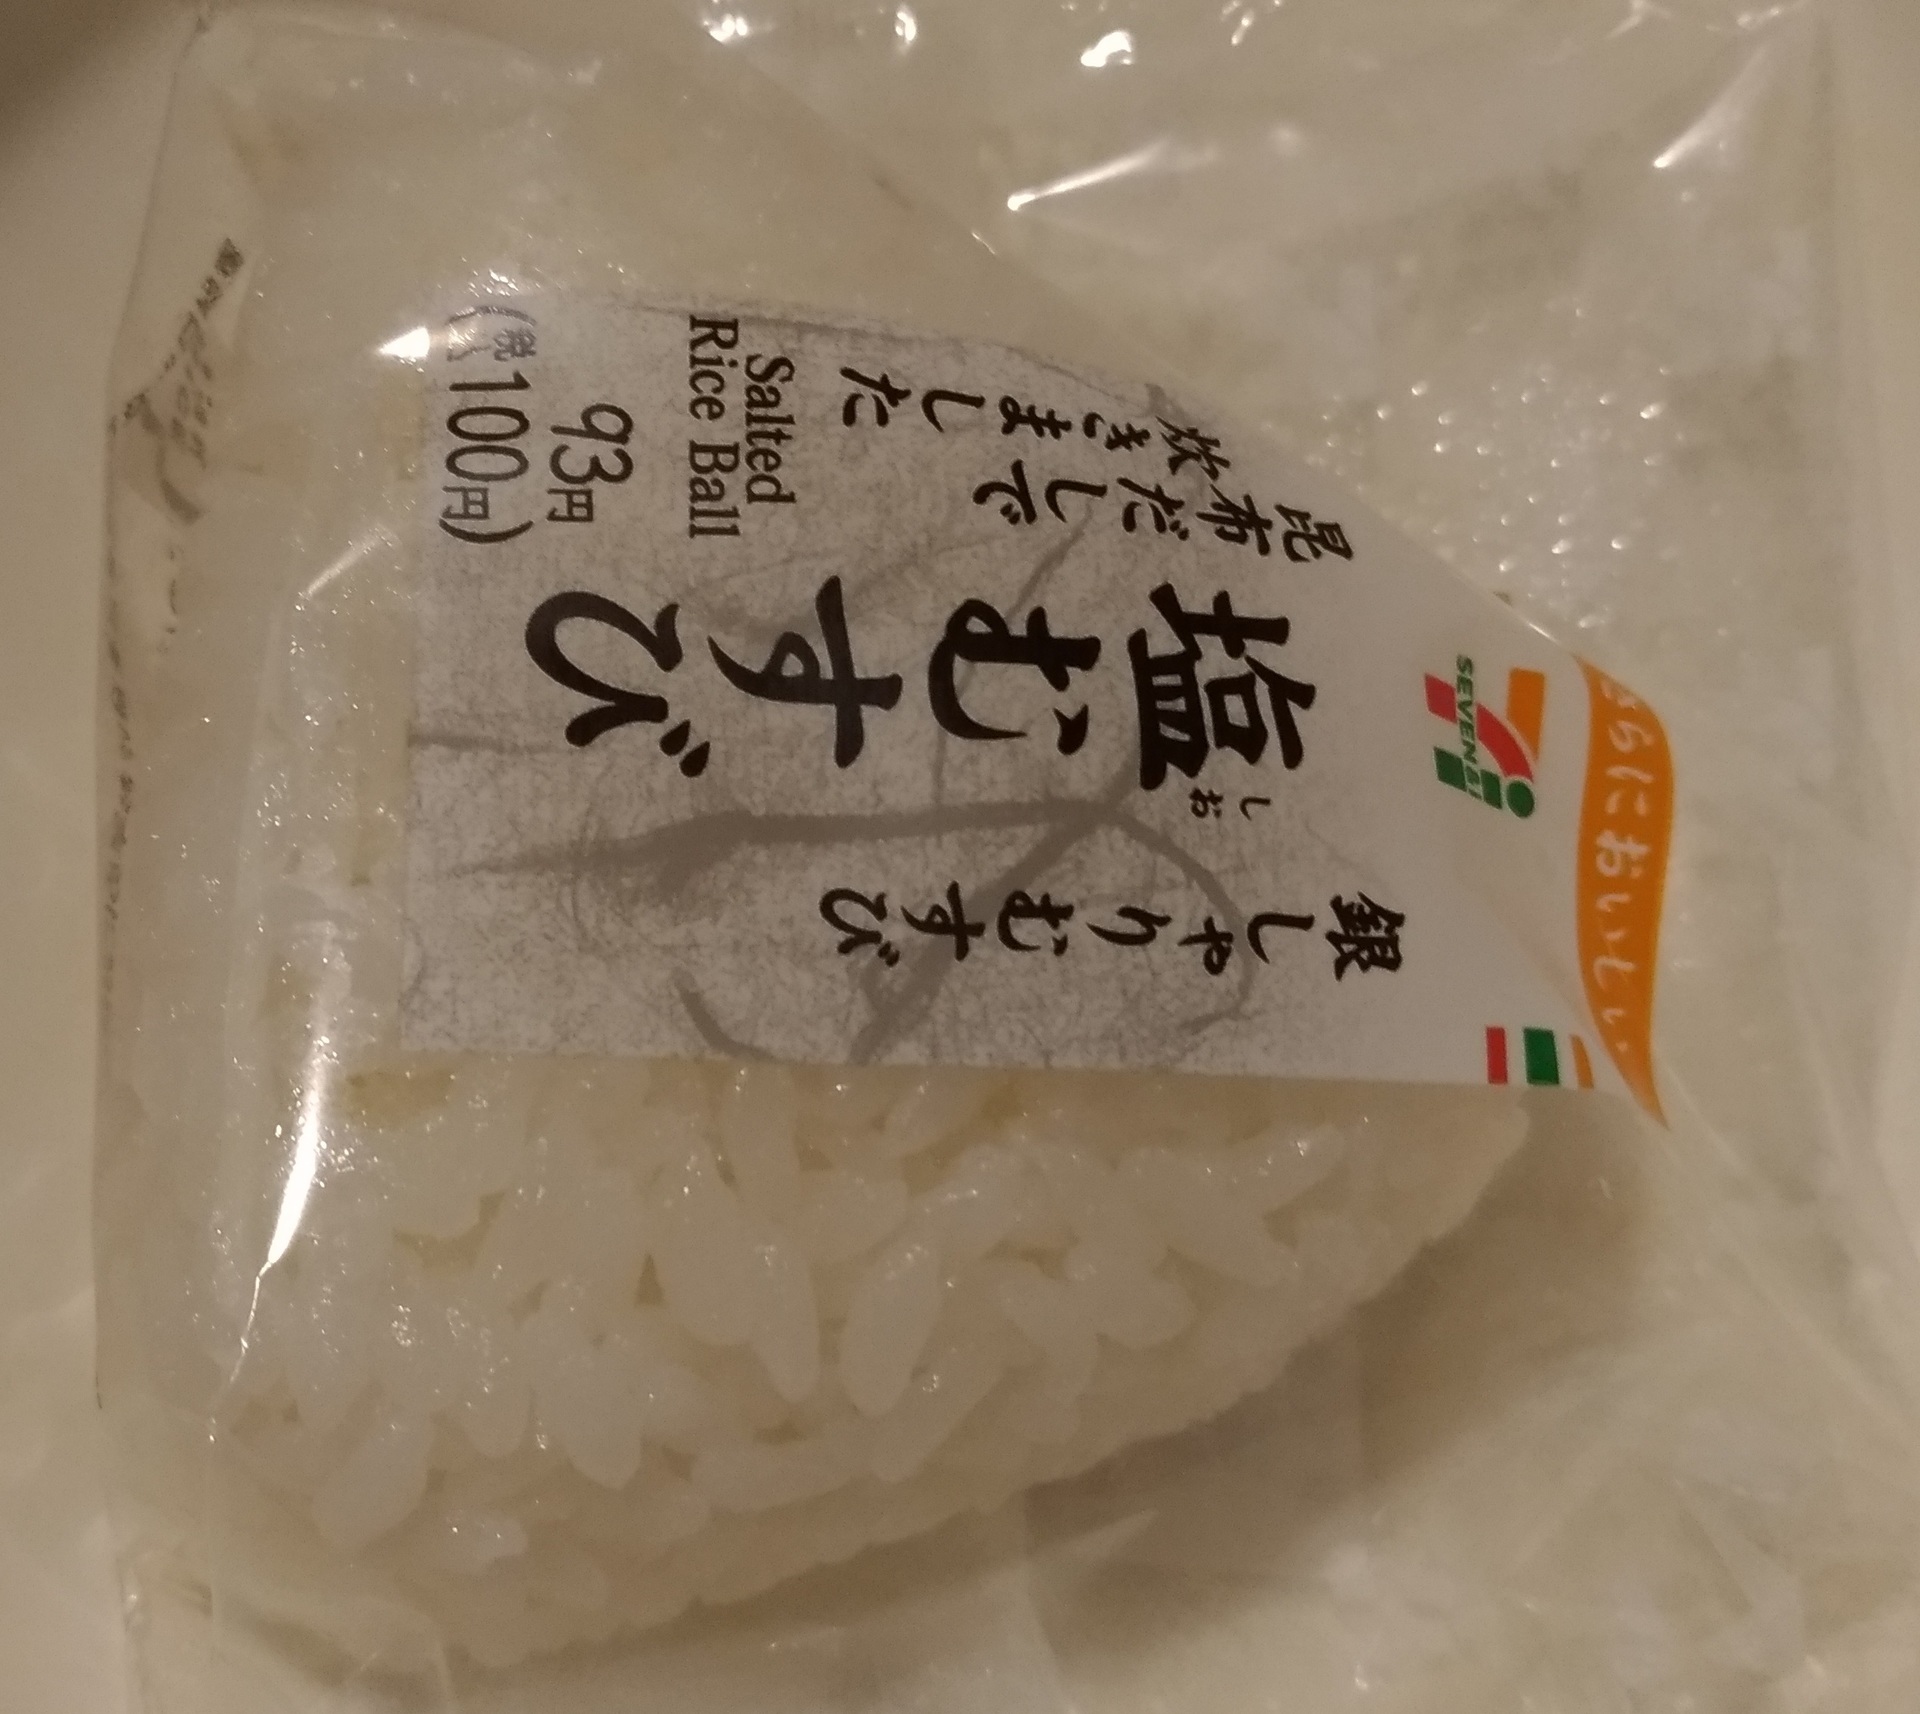 さらにおいしい
SEVEN&i
銀しゃりむすび
塩むすび
しお
昆布だしで
炊きました
Salted
Rice Ball
93円
(税込100円)